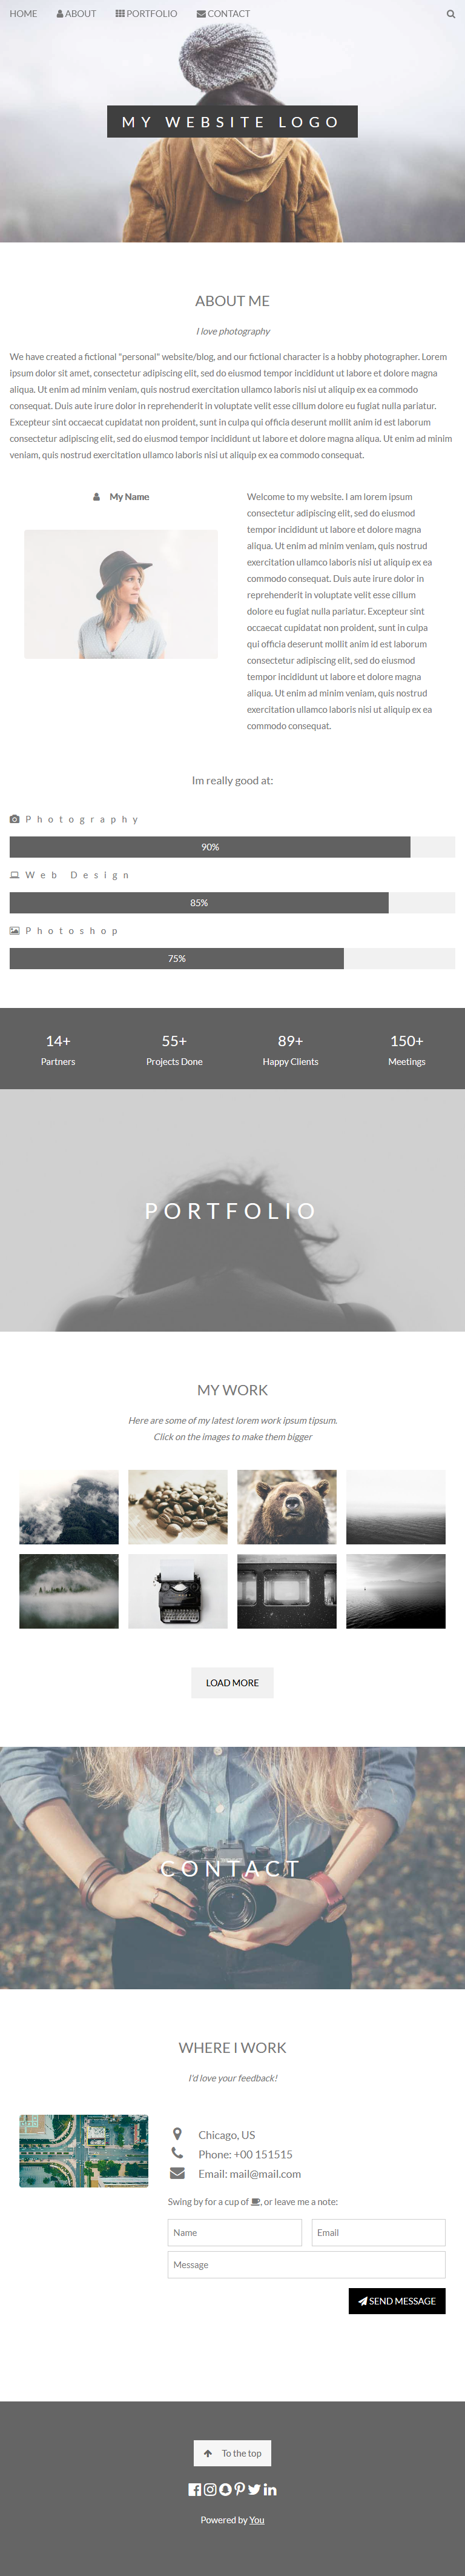 HOME ABOUT PORTFOLIO CONTACT
MY WEBSITE LOGO
ABOUT ME
I love photography
We have created a fictional "personal" website/blog, and our fictional character is a hobby photographer. Lorem
ipsum dolor sit amet, consectetur adipiscing elit, sed do eiusmod tempor incididunt ut labore et dolore magna
aliqua. Ut enim ad minim veniam, quis nostrud exercitation ullamco laboris nisi ut aliquip ex ea commodo
consequat. Duis aute irure dolor in reprehenderit in voluptate velit esse cillum dolore eu fugiat nulla pariatur.
Excepteur sint occaecat cupidatat non proident, sunt in culpa qui officia deserunt mollit anim id est laborum
consectetur adipiscing elit, sed do eiusmod tempor incididunt ut labore et dolore magna aliqua. Ut enim ad minim
veniam, quis nostrud exercitation ullamco laboris nisi ut aliquip ex ea commodo consequat.
My Name
Welcome to my website. I am lorem ipsum
consectetur adipiscing elit, sed do eiusmod
tempor incididunt ut labore et dolore magna
aliqua. Ut enim ad minim veniam, quis nostrud
exercitation ullamco laboris nisi ut aliquip ex ea
commodo consequat. Duis aute irure dolor in
reprehenderit in voluptate velit esse cillum
dolore eu fugiat nulla pariatur. Excepteur sint
occaecat cupidatat non proident, sunt in culpa
qui officia deserunt mollit anim id est laborum
consectetur adipiscing elit, sed do eiusmod
tempor incididunt ut labore et dolore magna
aliqua. Ut enim ad minim veniam, quis nostrud
exercitation ullamco laboris nisi ut aliquip ex ea
commodo consequat.
Im really good at:
Photography
90%
Web Design
85%
Photoshop
75%
14+ 55+ 89+ 150+
Partners Projects Done Happy Clients Meetings
PORTFOLIO
MY WORK
Here are some of my latest lorem work ipsum tipsum.
Click on the images to make them bigger
LOAD MORE
CONTACT
WHERE I WORK
I'd love your feedback!
Chicago, US
Phone: +00 151515
Email: mail@mail.com
Swing by for a cup of , or leave me a note:
Name Email
Message
SEND MESSAGE
To the top
Powered by You